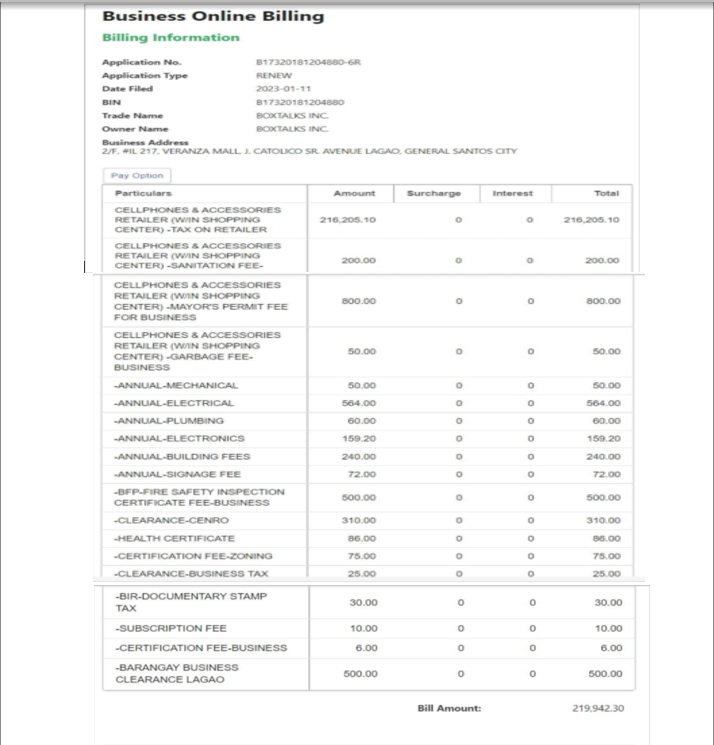 Business Online Billing
Billing Information
Application No. B17320181204880-6R
Application Type RENEW
Date Filed 2023-01-11
BIN B17320181204880
Trade Name BOXTALKS INC.
Owner Name BOXTALKS INC.
Business Address
2/F, #IL 217, VERANZA MALL, J. CATOLICO SR. AVENUE LAGAO, GENERAL SANTOS CITY
Pay Option
Particulars Amount Surcharge Interest Total
CELLPHONES & ACCESSORIES
RETAILER (W/IN SHOPPING 216,205.10 0 0 216,205.10
CENTER) -TAX ON RETAILER
CELLPHONES & ACCESSORIES
RETAILER (W/IN SHOPPING 200.00 0 0 200.00
CENTER) -SANITATION FEE-
CELLPHONES & ACCESSORIES
RETAILER (W/IN SHOPPING 800.00 0 0 800.00
CENTER) -MAYOR'S PERMIT FEE
FOR BUSINESS
CELLPHONES & ACCESSORIES
RETAILER (W/IN SHOPPING 50.00 0 0 50.00
CENTER) -GARBAGE FEE-
BUSINESS
-ANNUAL-MECHANICAL 50.00 0 0 50.00
-ANNUAL-ELECTRICAL 564.00 0 0 564.00
-ANNUAL-PLUMBING 60.00 0 0 60.00
-ANNUAL-ELECTRONICS 159.20 0 0 159.20
-ANNUAL-BUILDING FEES 240.00 0 0 240.00
-ANNUAL-SIGNAGE FEE 72.00 0 0 72.00
-BFP-FIRE SAFETY INSPECTION 500.00 0 0 500.00
CERTIFICATE FEE-BUSINESS
-CLEARANCE-CENRO 310.00 0 0 310.00
-HEALTH CERTIFICATE 86.00 0 0 86.00
-CERTIFICATION FEE-ZONING 75.00 0 0 75.00
-CLEARANCE-BUSINESS TAX 25.00 0 0 25.00
-BIR-DOCUMENTARY STAMP 30.00 0 0 30.00
TAX
-SUBSCRIPTION FEE 10.00 0 0 10.00
-CERTIFICATION FEE-BUSINESS 6.00 0 0 6.00
-BARANGAY BUSINESS 500.00 0 0 500.00
CLEARANCE LAGAO
Bill Amount: 219,942.30